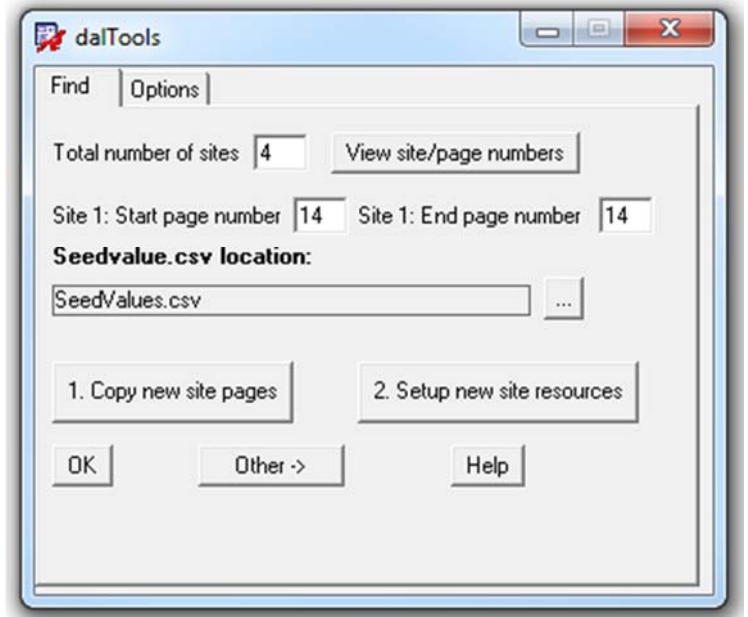 dalTools
Find Options
Total number of sites 4 View site/page numbers
Site 1: Start page number 14 Site 1: End page number 14
Seedvalue.csv location:
SeedValues.csv ...
1. Copy new site pages 2. Setup new site resources
OK Other -> Help